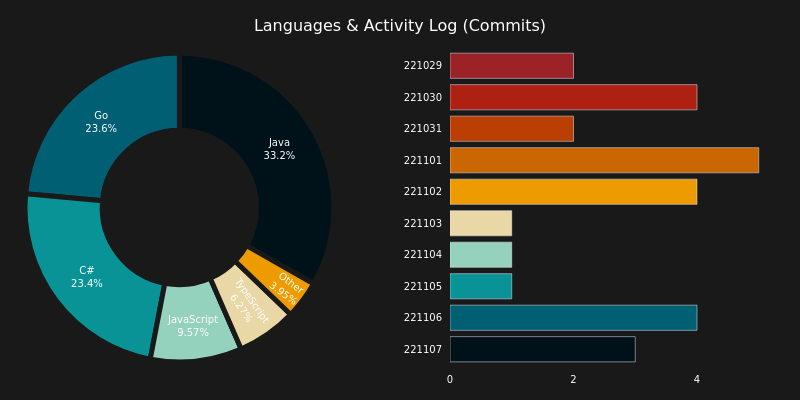 Languages & Activity Log (Commits)
Go
23.6%
Java
33.2%
C#
23.4%
JavaScript
9.57%
TypeScript
6.27%
Other
3.95%
221029
221030
221031
221101
221102
221103
221104
221105
221106
221107
0 2 4